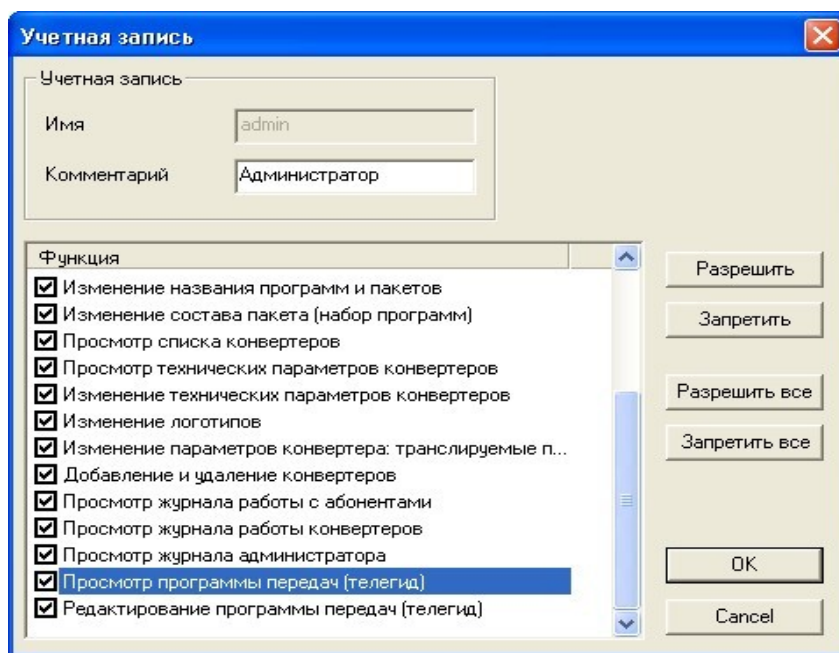 Учетная запись
Учетная запись
Имя
admin
Комментарий
Администратор
Функция
Изменение названия программ и пакетов
Изменение состава пакета (набор программ)
Просмотр списка конвертеров
Просмотр технических параметров конвертеров
Изменение технических параметров конвертеров
Изменение логотипов
Изменение параметров конвертера: транслируемые п...
Добавление и удаление конвертеров
Просмотр журнала работы с абонентами
Просмотр журнала работы конвертеров
Просмотр журнала администратора
Просмотр программы передач (телегид)
Редактирование программы передач (телегид)
Разрешить
Запретить
Разрешить все
Запретить все
OK
Cancel